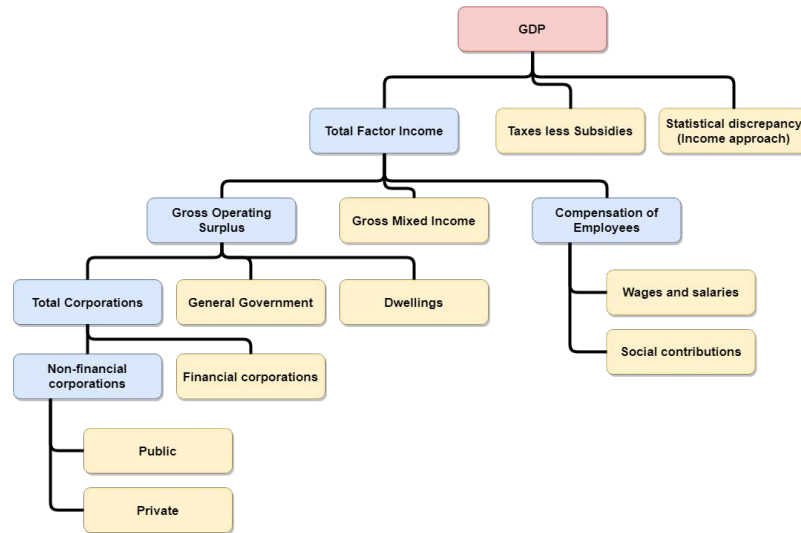 GDP
Total Factor Income
Taxes less Subsidies
Statistical discrepancy
(Income approach)
Gross Operating
Surplus
Gross Mixed Income
Compensation of
Employees
Total Corporations
General Government
Dwellings
Wages and salaries
Social contributions
Non-financial
corporations
Financial corporations
Public
Private